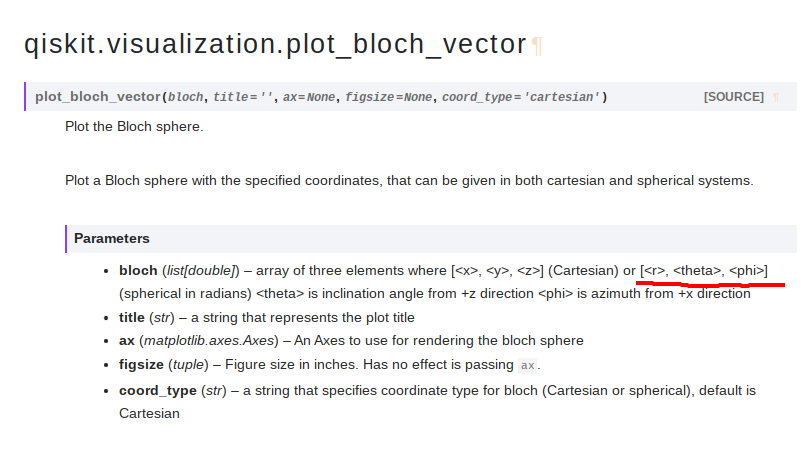 qiskit.visualization.plot_bloch_vector¶
plot_bloch_vector(bloch, title='', ax=None, figsize=None, coord_type='cartesian') [SOURCE] ¶
Plot the Bloch sphere.
Plot a Bloch sphere with the specified coordinates, that can be given in both cartesian and spherical systems.
Parameters
• bloch (list[double]) – array of three elements where [<x>, <y>, <z>] (Cartesian) or [<r>, <theta>, <phi>]
(spherical in radians) <theta> is inclination angle from +z direction <phi> is azimuth from +x direction
• title (str) – a string that represents the plot title
• ax (matplotlib.axes.Axes) – An Axes to use for rendering the bloch sphere
• figsize (tuple) – Figure size in inches. Has no effect is passing ax.
• coord_type (str) – a string that specifies coordinate type for bloch (Cartesian or spherical), default is
Cartesian